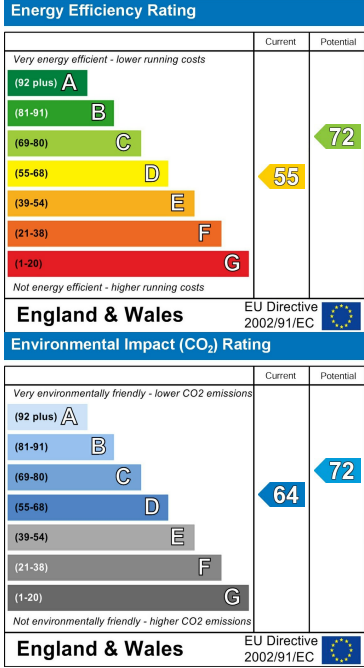 Energy Efficiency Rating
Current Potential
Very energy efficient - lower running costs
(92 plus) A
(81-91) B
(69-80) C
72
(55-68) D
55
(39-54) E
(21-38) F
(1-20) G
Not energy efficient - higher running costs
England & Wales
EU Directive
2002/91/EC
Environmental Impact (CO₂) Rating
Current Potential
Very environmentally friendly - lower CO2 emissions
(92 plus) A
(81-91) B
(69-80) C
72
(55-68) D
64
(39-54) E
(21-38) F
(1-20) G
Not environmentally friendly - higher CO2 emissions
England & Wales
EU Directive
2002/91/EC